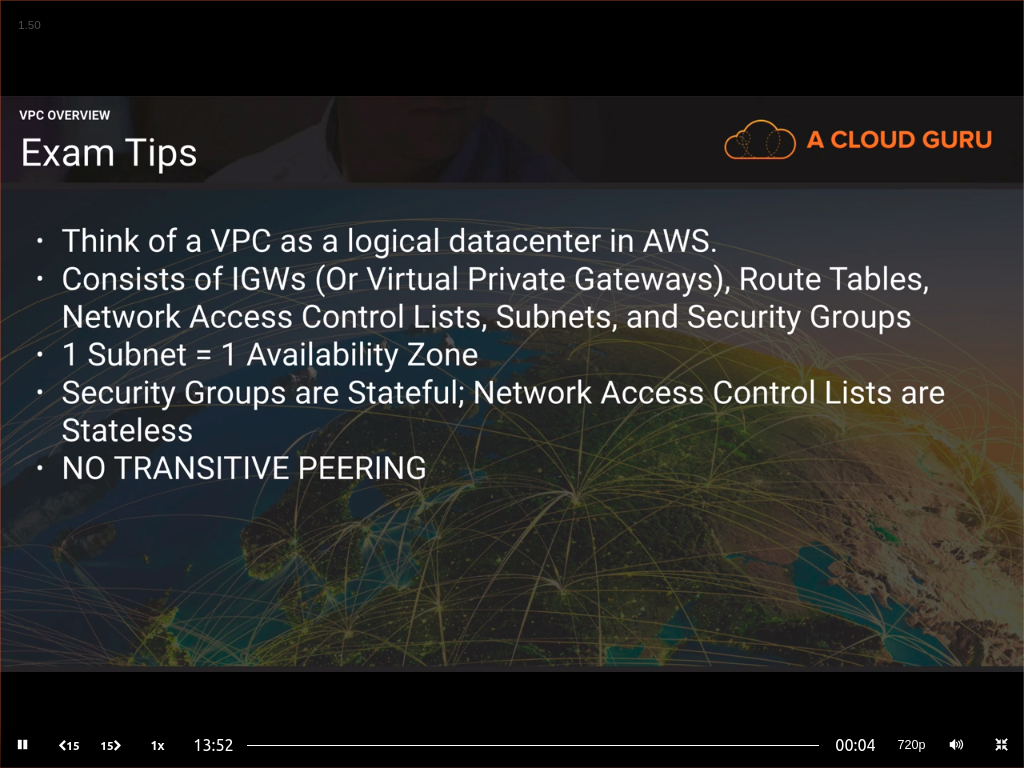 1.50
VPC OVERVIEW
Exam Tips
A CLOUD GURU
• Think of a VPC as a logical datacenter in AWS.
• Consists of IGWs (Or Virtual Private Gateways), Route Tables,
Network Access Control Lists, Subnets, and Security Groups
• 1 Subnet = 1 Availability Zone
• Security Groups are Stateful; Network Access Control Lists are
Stateless
• NO TRANSITIVE PEERING
15 15 1x 13:52 00:04 720p